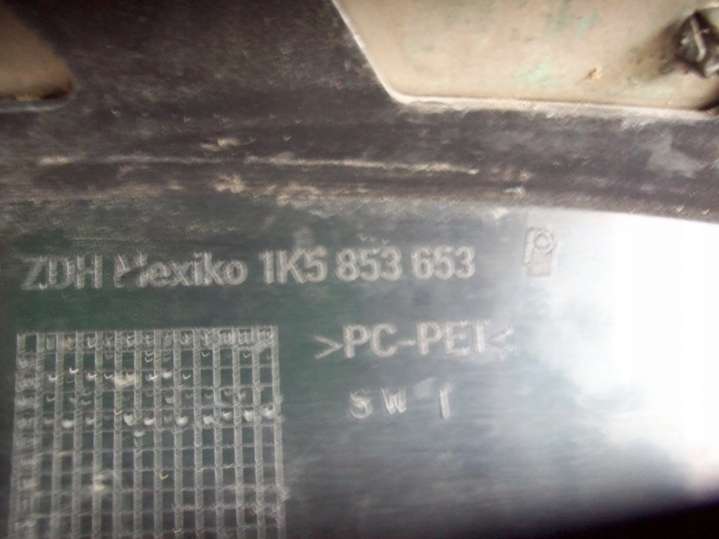 ZDH Mexiko 1K5 853 653
>PC-PET<
SW 1